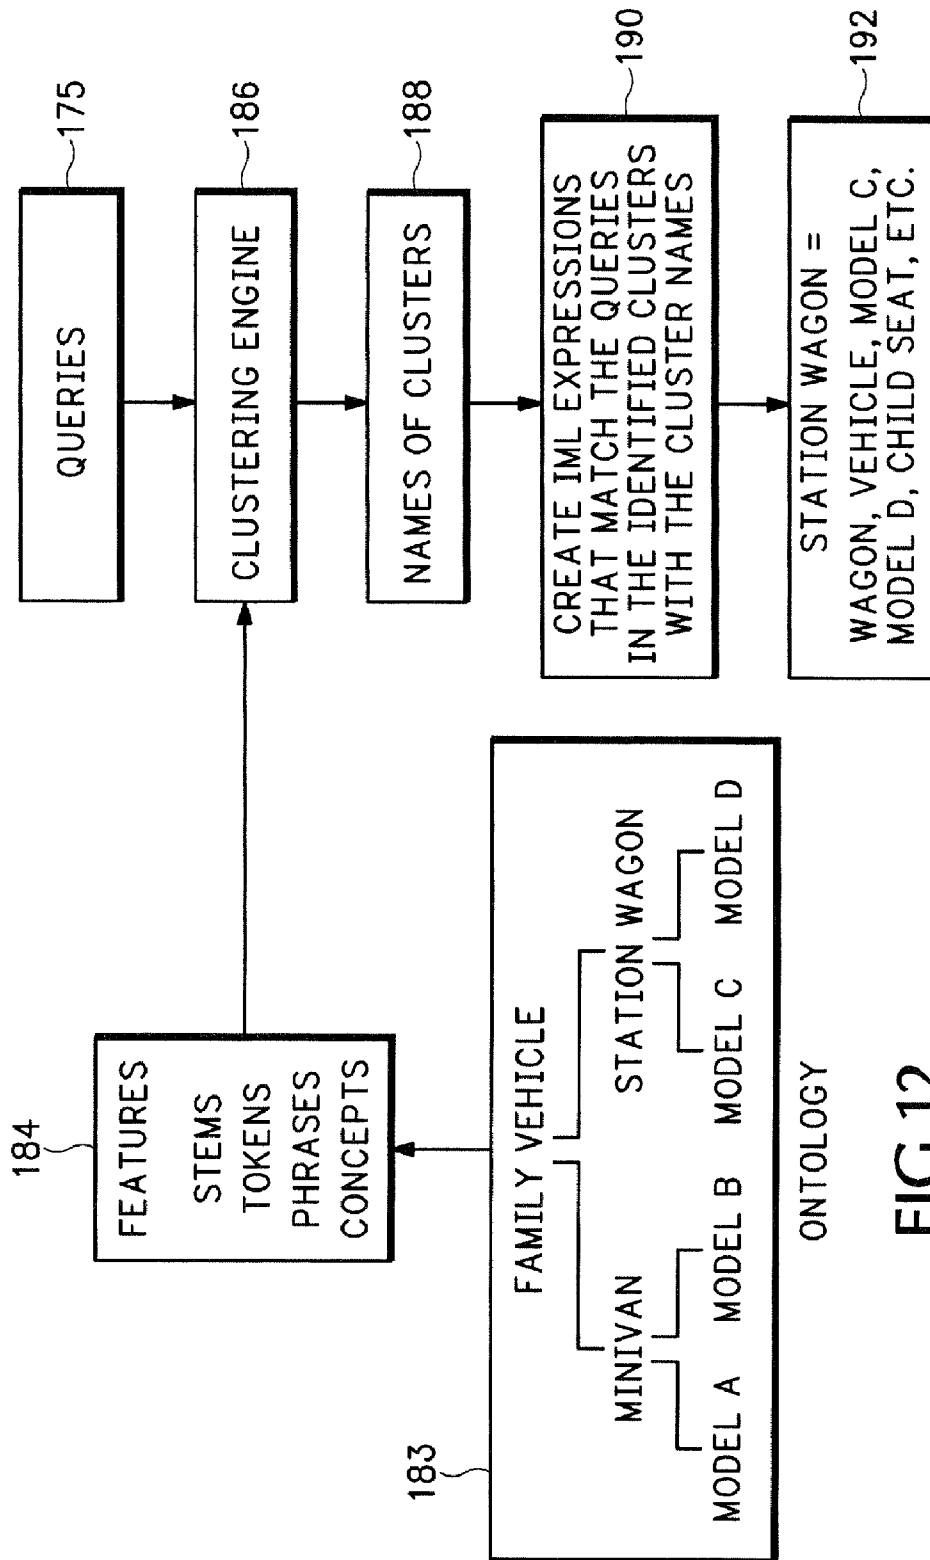 184
FEATURES
STEMS
TOKENS
PHRASES
CONCEPTS
183
FAMILY VEHICLE
MINIVAN
STATION WAGON
MODEL A
MODEL B
MODEL C
MODEL D
ONTOLOGY
QUERIES
175
CLUSTERING ENGINE
186
NAMES OF CLUSTERS
188
CREATE IML EXPRESSIONS
THAT MATCH THE QUERIES
IN THE IDENTIFIED CLUSTERS
WITH THE CLUSTER NAMES
190
STATION WAGON =
WAGON, VEHICLE, MODEL C,
MODEL D, CHILD SEAT, ETC.
192
FIG.12